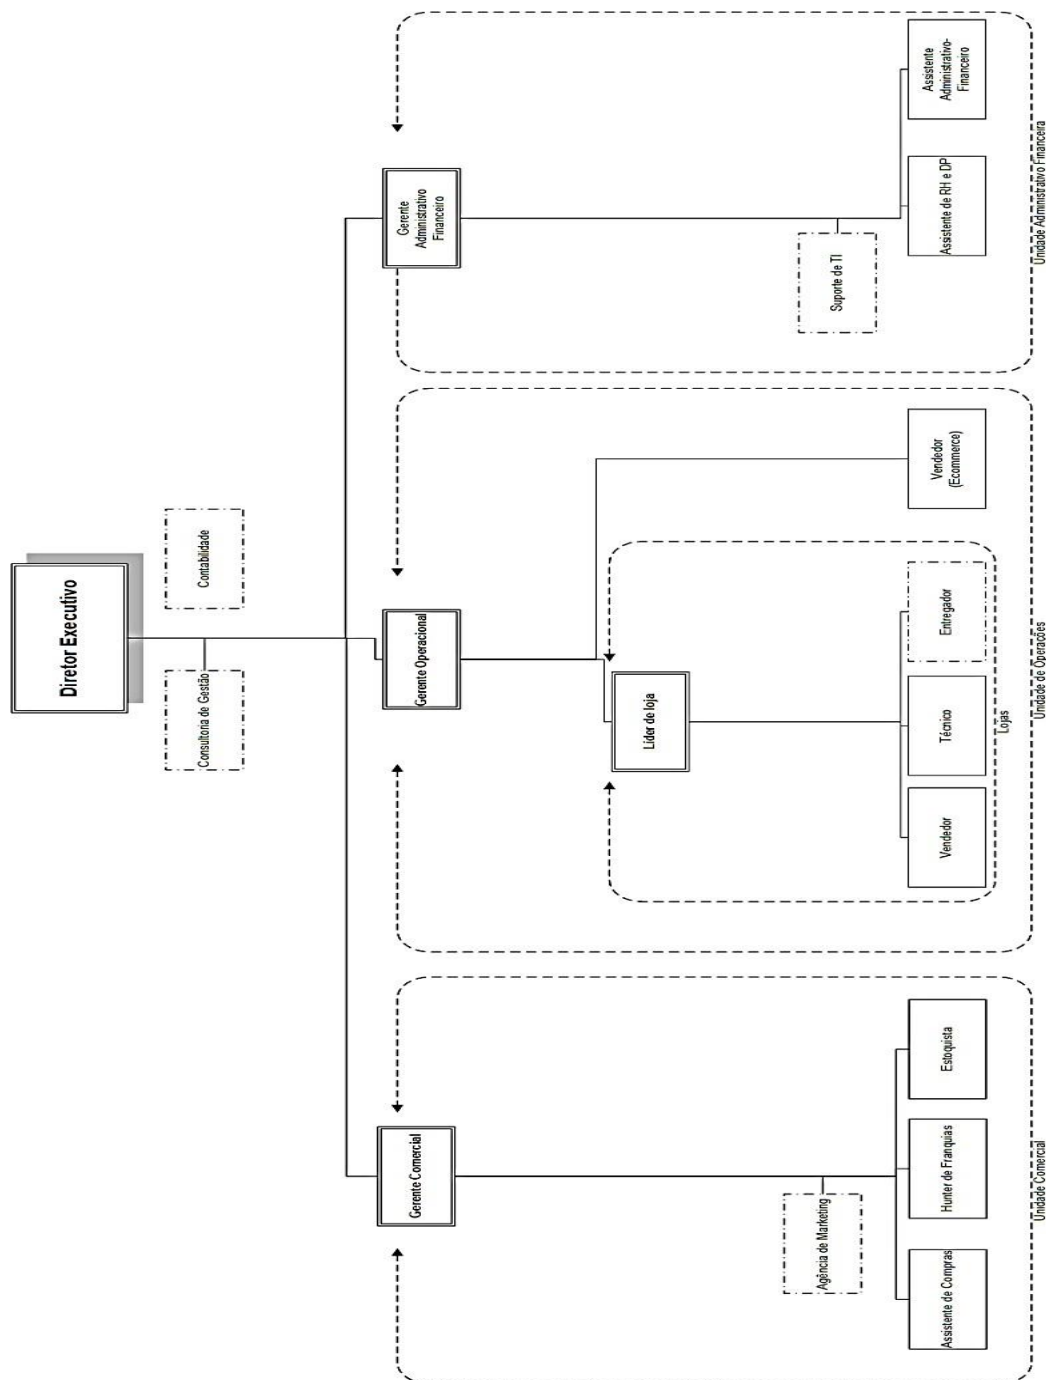 Diretor Executivo
Consultoria de Gestão
Contabilidade
Gerente Comercial
Gerente Operacional
Gerente
Administrativo
Financeiro
Líder de loja
Agência de Marketing
Suporte de TI
Assistente de Compras
Hunter de Franquias
Estoquista
Vendedor
Técnico
Entregador
Vendedor
(Ecommerce)
Assistente de RH e DP
Assistente
Administrativo-
Financeiro
Lojas
Unidade Comercial
Unidade de Operações
Unidade Administrativo Financeira